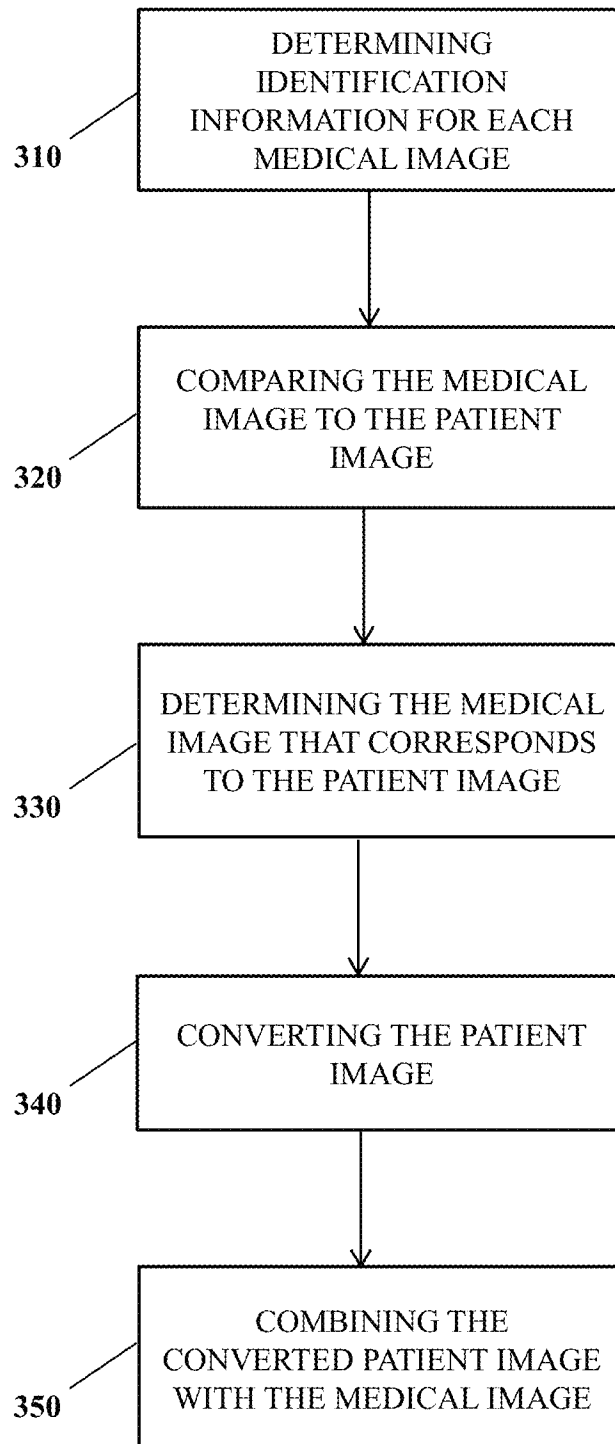 DETERMINING
IDENTIFICATION
INFORMATION FOR EACH
MEDICAL IMAGE
310
COMPARING THE MEDICAL
IMAGE TO THE PATIENT
IMAGE
320
DETERMINING THE MEDICAL
IMAGE THAT CORRESPONDS
TO THE PATIENT IMAGE
330
CONVERTING THE PATIENT
IMAGE
340
COMBINING THE
CONVERTED PATIENT IMAGE
WITH THE MEDICAL IMAGE
350